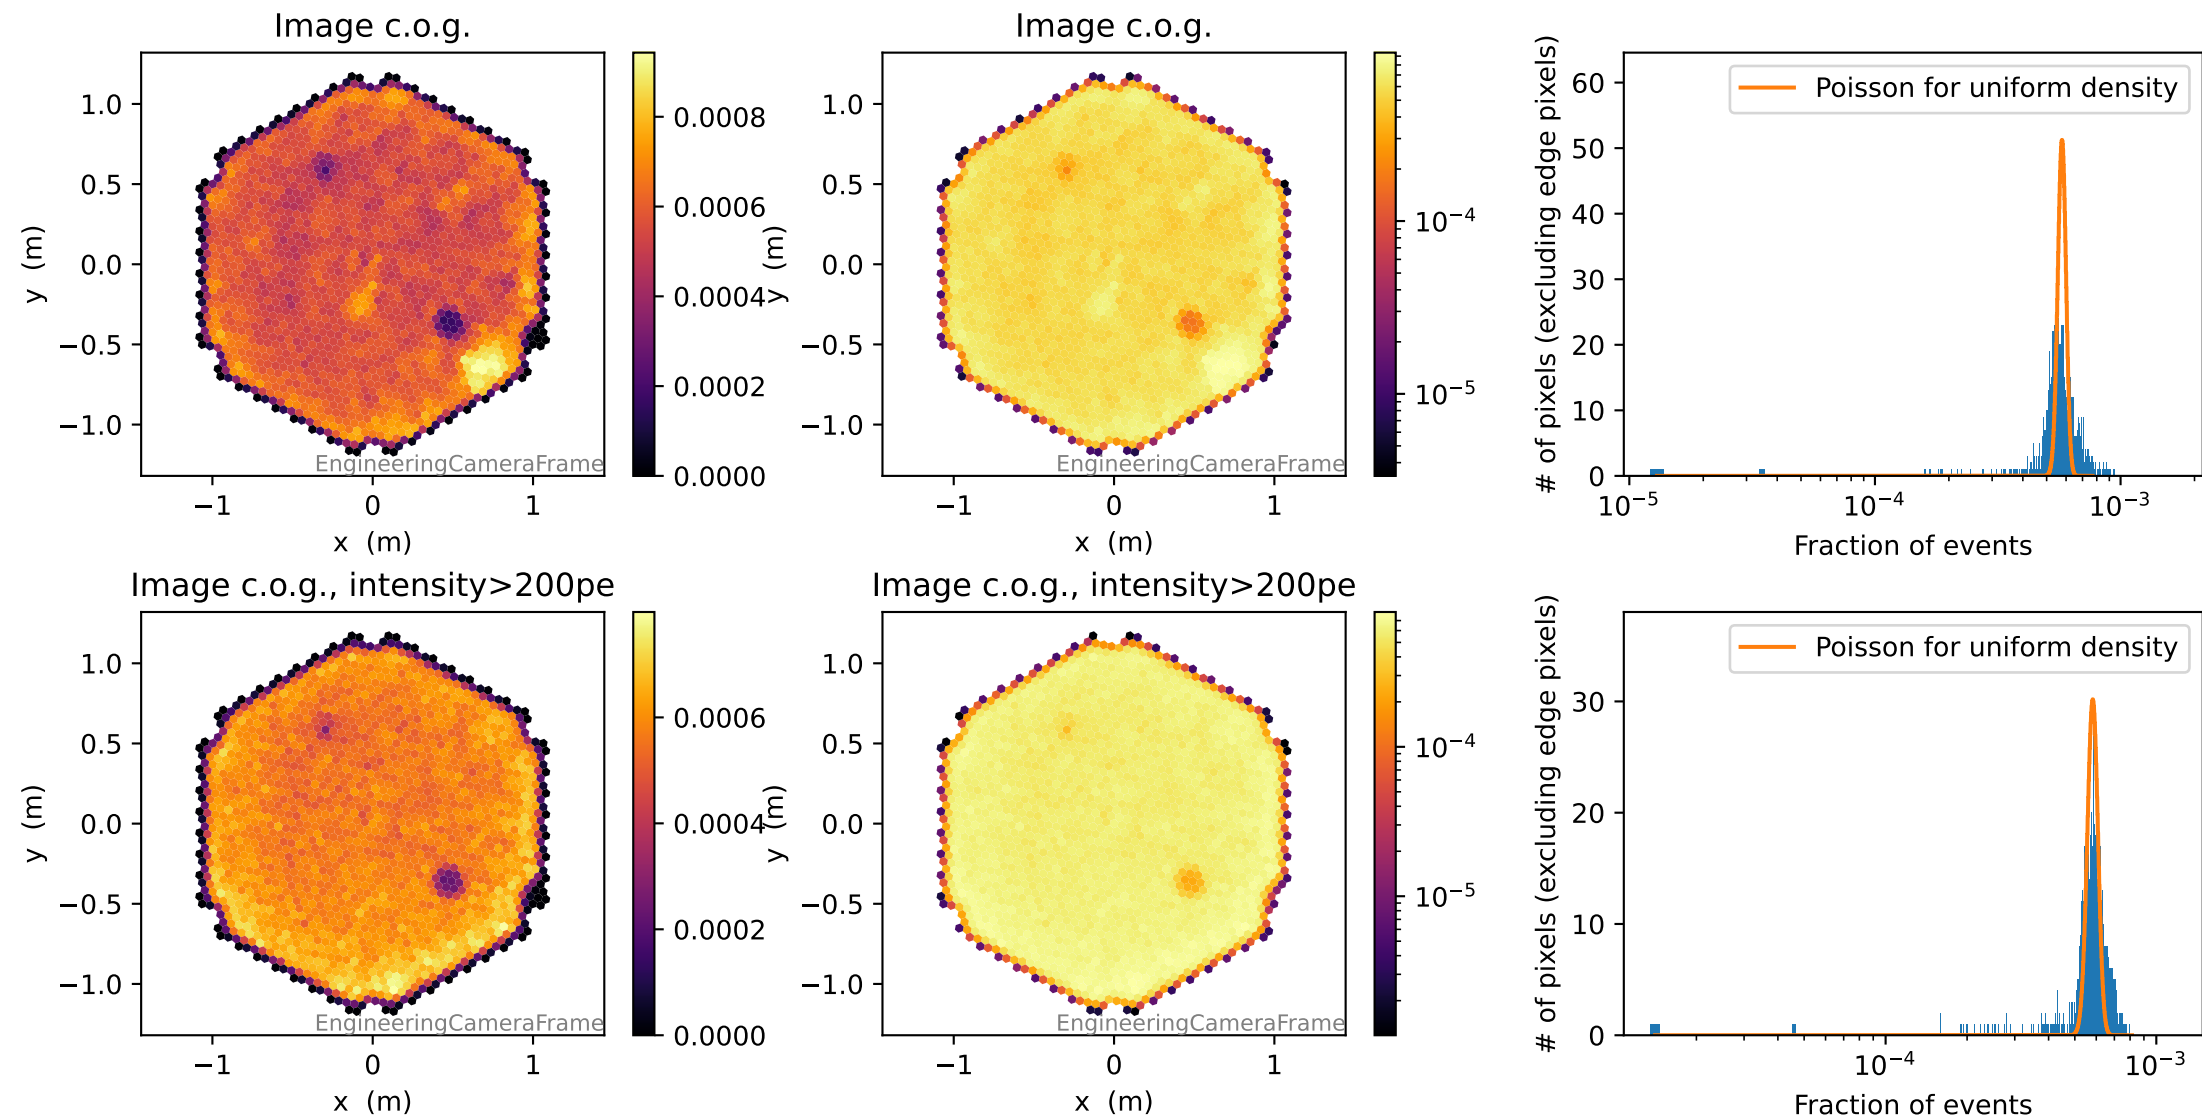 Image c.o.g.
1.0
0.5
0.0
−0.5
−1.0
y (m)
−1
0
1
x (m)
EngineeringCameraFrame
0.0008
0.0006
0.0004
0.0002
0.0000
Image c.o.g.
1.0
0.5
0.0
−0.5
−1.0
y (m)
−1
0
1
x (m)
EngineeringCameraFrame
10⁻⁴
10⁻⁵
# of pixels (excluding edge pixels)
60
50
40
30
20
10
0
Poisson for uniform density
10⁻⁵
10⁻⁴
10⁻³
Fraction of events
Image c.o.g., intensity>200pe
1.0
0.5
0.0
−0.5
−1.0
y (m)
−1
0
1
x (m)
EngineeringCameraFrame
0.0006
0.0004
0.0002
0.0000
Image c.o.g., intensity>200pe
1.0
0.5
0.0
−0.5
−1.0
y (m)
−1
0
1
x (m)
EngineeringCameraFrame
10⁻⁴
10⁻⁵
# of pixels (excluding edge pixels)
30
20
10
0
Poisson for uniform density
10⁻⁴
10⁻³
Fraction of events